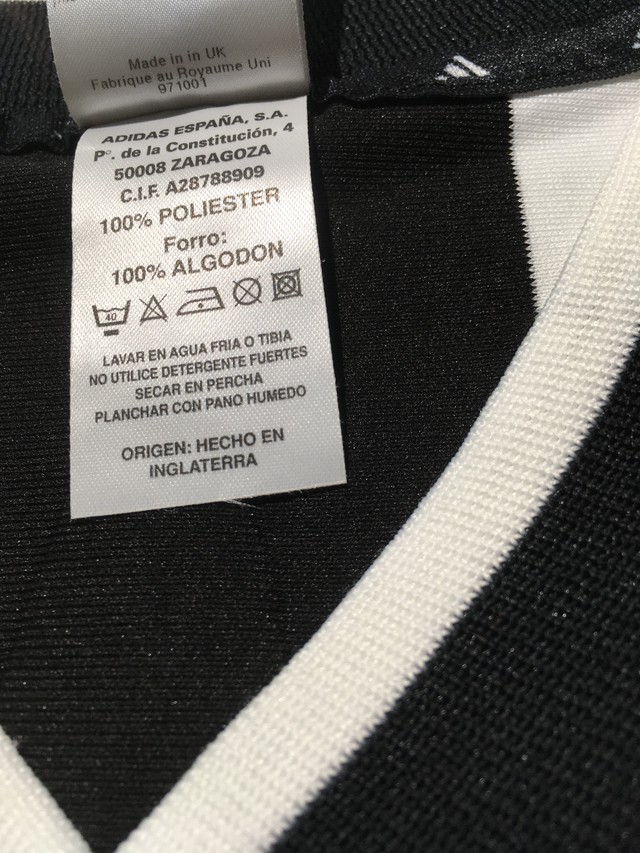 Made in in UK
Fabrique au Royaume Uni
971001
ADIDAS ESPAÑA, S.A.
Pº. de la Constitución, 4
50008 ZARAGOZA
C.I.F. A28788909
100% POLIESTER
Forro:
100% ALGODON
40
LAVAR EN AGUA FRIA O TIBIA
NO UTILICE DETERGENTE FUERTES
SECAR EN PERCHA
PLANCHAR CON PANO HUMEDO
ORIGEN: HECHO EN
INGLATERRA